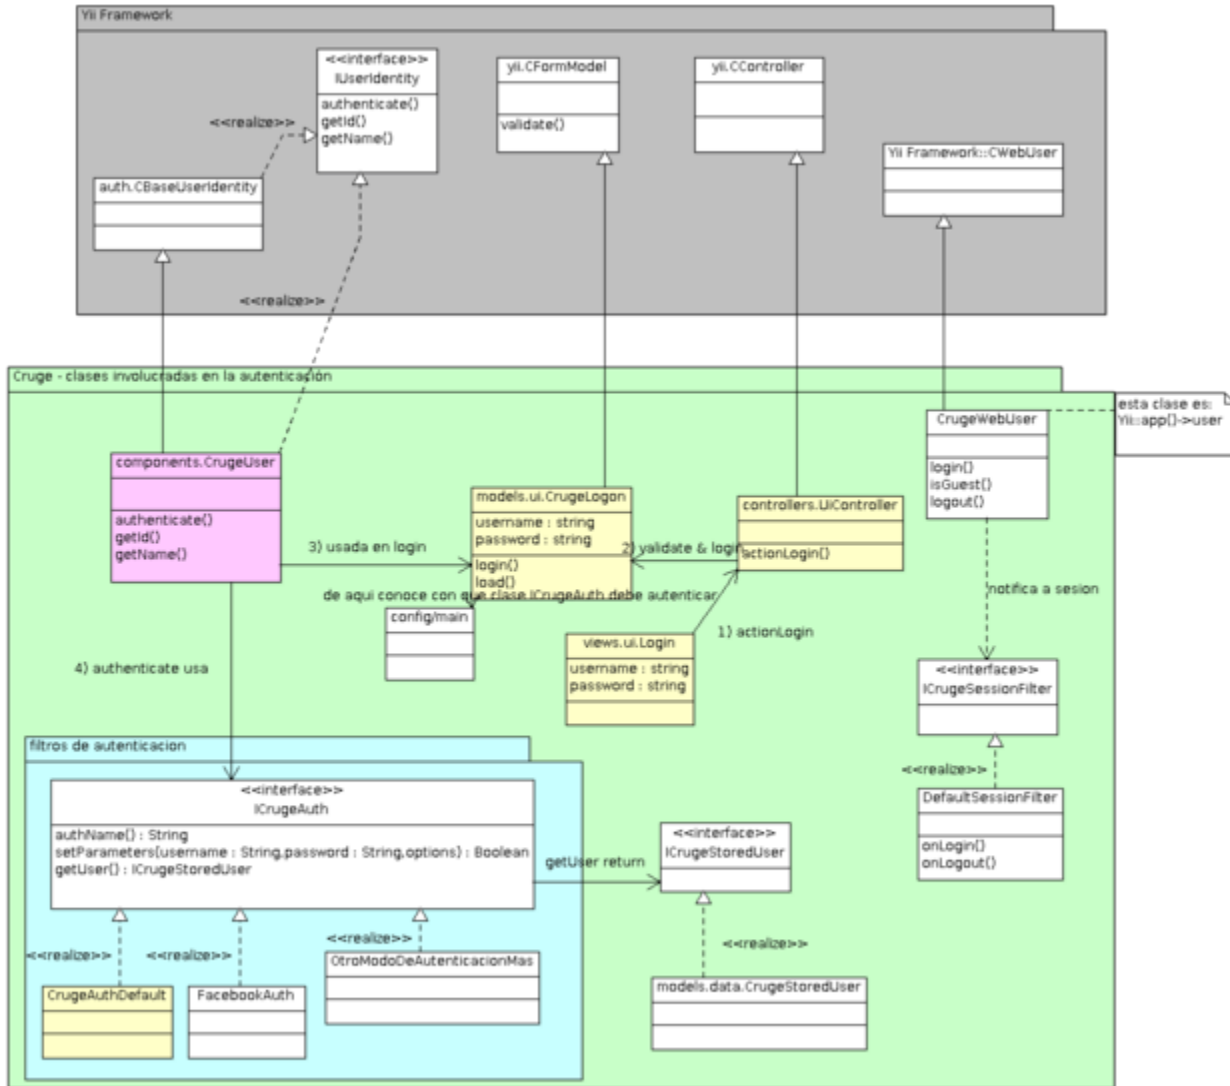 Yii Framework
<<interface>>
IUserIdentity
authenticate()
getId()
getName()
<<realize>>
yii.CFormModel
validate()
yii.CController
Yii Framework::CWebUser
auth.CBaseUserIdentity
<<realize>>
Cruge - clases involucradas en la autenticación
esta clase es:
Yii::app()->user
CrugeWebUser
login()
isGuest()
logout()
components.CrugeUser
authenticate()
getId()
getName()
3) usada en login
models.ui.CrugeLogon
username : string
password : string
login()
load()
2) validate & login
controllers.UiController
actionLogin()
de aqui conoce con que clase ICrugeAuth debe autenticar
config/main
views.ui.Login
username : string
password : string
1) actionLogin
notifica a sesion
4) authenticate usa
<<interface>>
ICrugeSessionFilter
<<realize>>
DefaultSessionFilter
onLogin()
onLogout()
filtros de autenticacion
<<interface>>
ICrugeAuth
authName() : String
setParameters(username : String,password : String,options) : Boolean
getUser() : ICrugeStoredUser
getUser return
<<interface>>
ICrugeStoredUser
<<realize>>
<<realize>>
<<realize>>
<<realize>>
CrugeAuthDefault
FacebookAuth
OtroModoDeAutenticacionMas
models.data.CrugeStoredUser